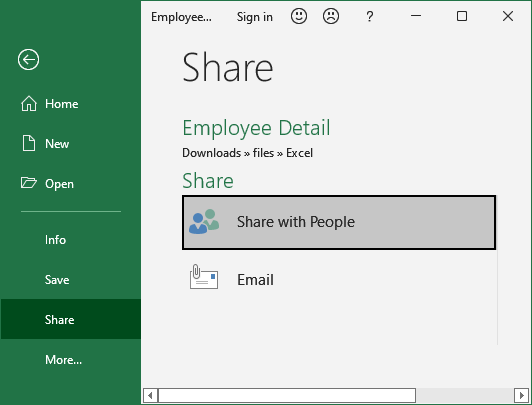 Employee... Sign in ?
Home
New
Open
Info
Save
Share
More...
Share
Employee Detail
Downloads » files » Excel
Share
Share with People
Email